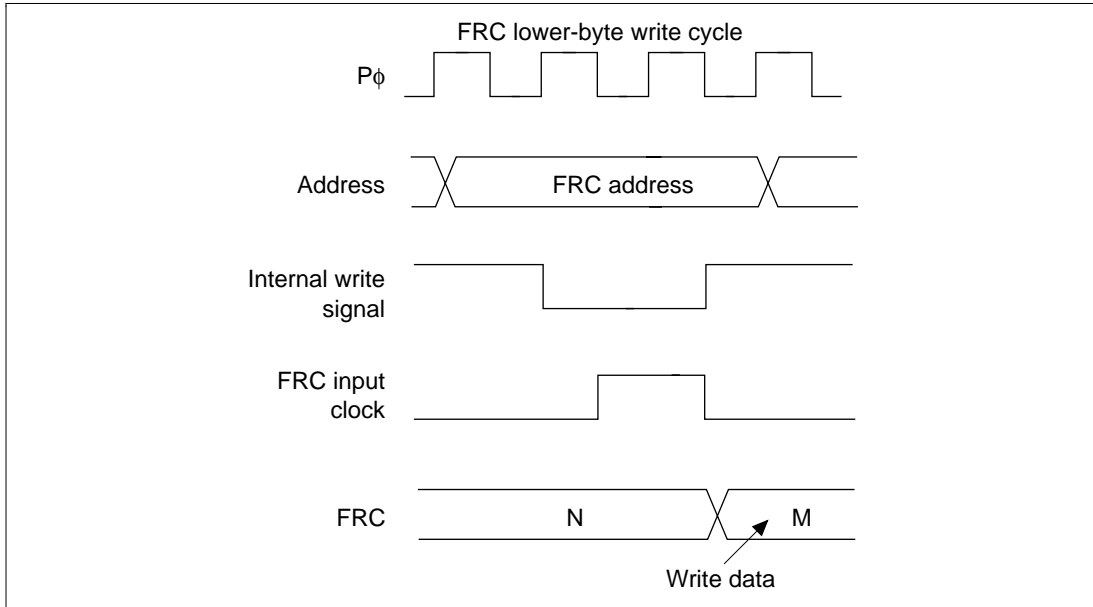 FRC lower-byte write cycle
Pϕ
Address
FRC address
Internal write
signal
FRC input
clock
FRC
N
M
Write data